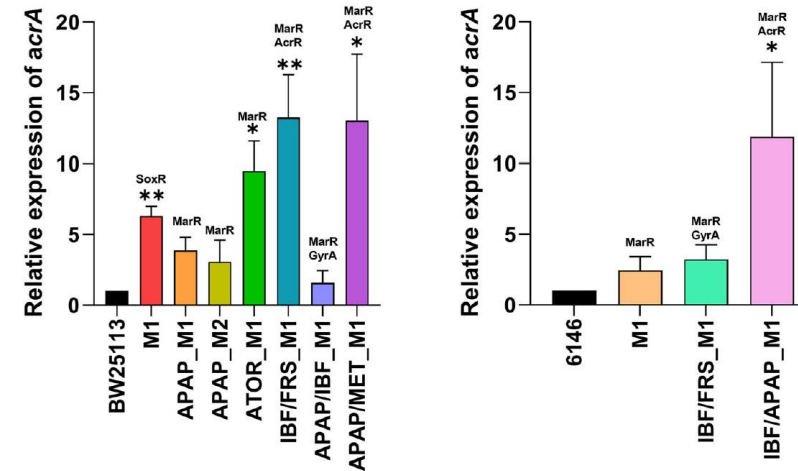 Relative expression of acrA
20
15
10
5
0
SoxR
**
MarR
MarR
MarR
*
MarR
AcrR
**
MarR
GyrA
MarR
AcrR
*
BW25113
M1
APAP_M1
APAP_M2
ATOR_M1
IBF/FRS_M1
APAP/IBF_M1
APAP/MET_M1
Relative expression of acrA
20
15
10
5
0
MarR
MarR
GyrA
MarR
AcrR
*
6146
M1
IBF/FRS_M1
IBF/APAP_M1